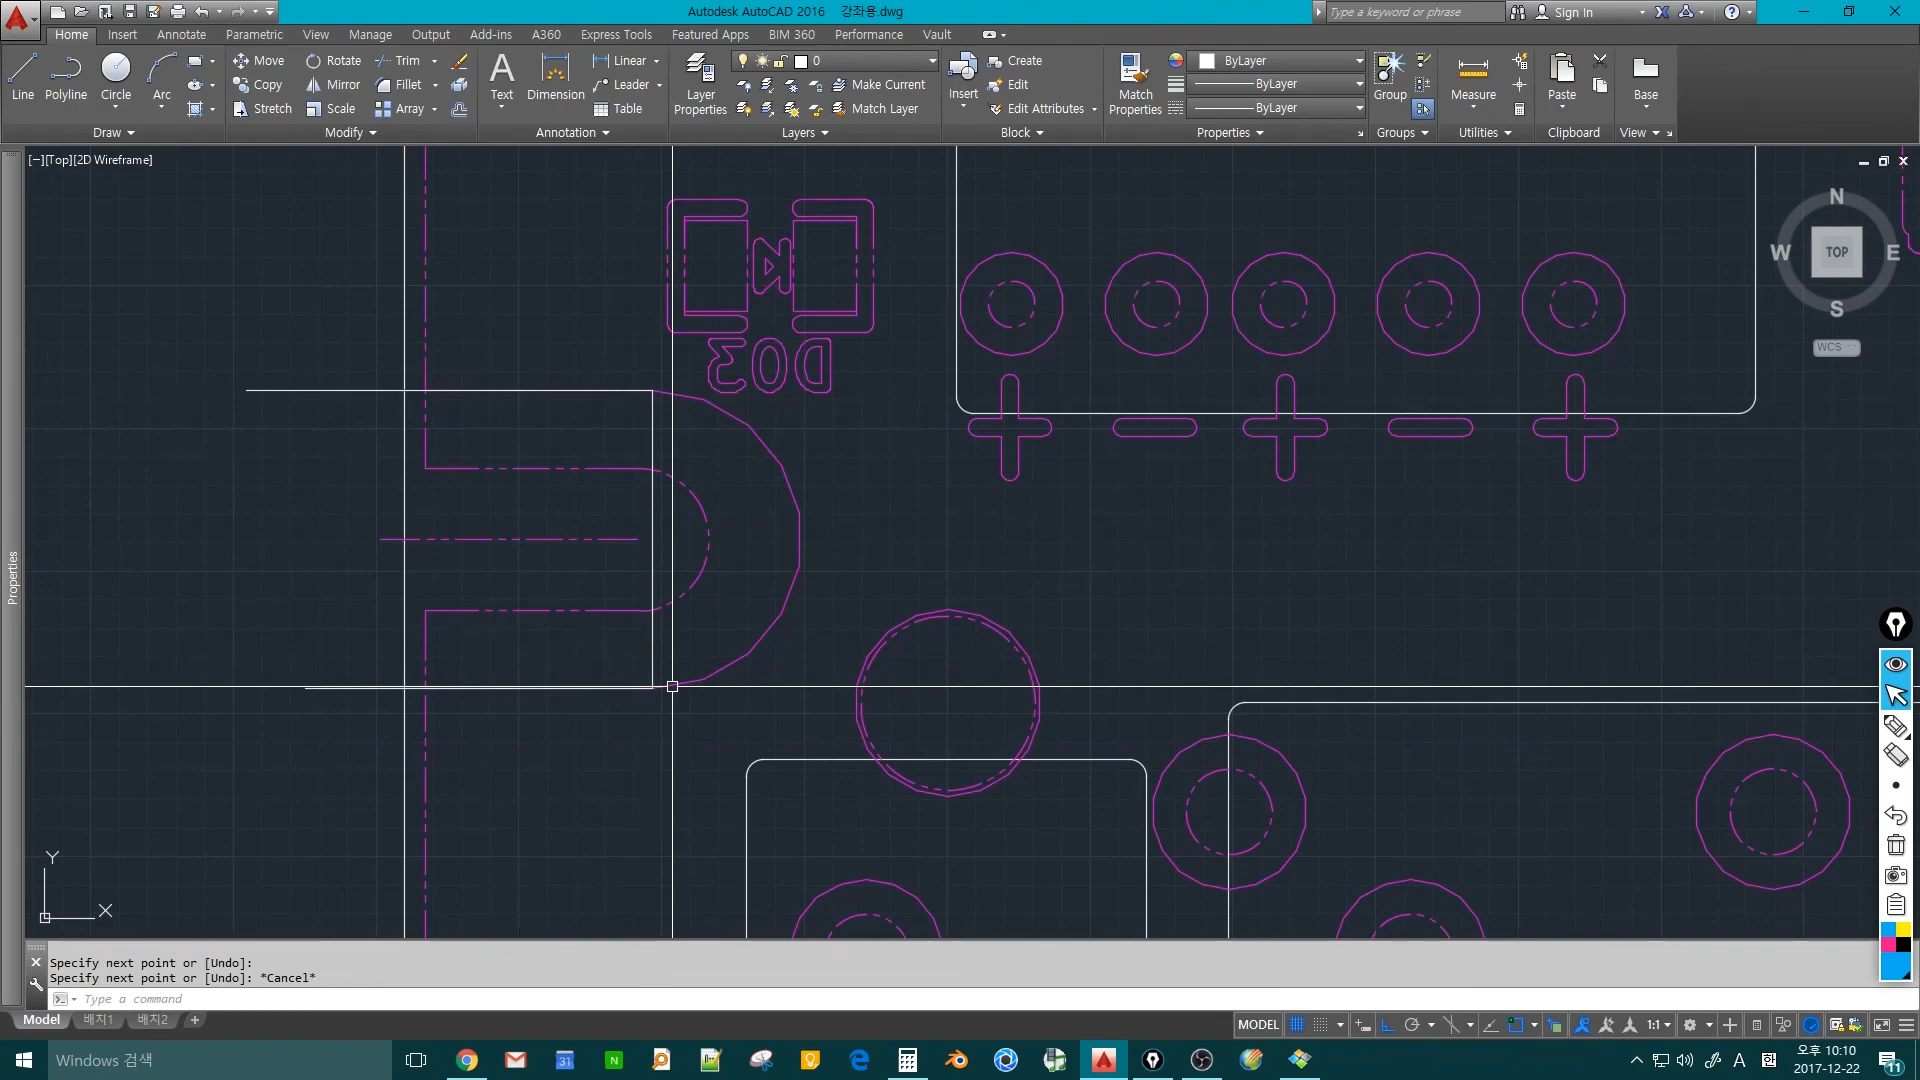 Autodesk AutoCAD 2016 강좌용.dwg
Type a keyword or phrase
Sign In
Home Insert Annotate Parametric View Manage Output Add-ins A360 Express Tools Featured Apps BIM 360 Performance Vault
Line
Polyline
Circle
Arc
Draw
Move Rotate Trim
Copy Mirror Fillet
Stretch Scale Array
Modify
Text
Dimension
Linear
Leader
Table
Annotation
Layer
Properties
0
Make Current
Match Layer
Layers
Insert
Create
Edit
Edit Attributes
Block
Match
Properties
ByLayer
ByLayer
ByLayer
Properties
Group
Groups
Measure
Utilities
Paste
Clipboard
Base
View
[−][Top][2D Wireframe]
N
W TOP E
S
WCS
D03
Properties
Y
X
Specify next point or [Undo]:
Specify next point or [Undo]: *Cancel*
Type a command
Model 배치1 배치2 +
MODEL 1:1
Windows 검색
31
N
A
오후 10:10
2017-12-22
11